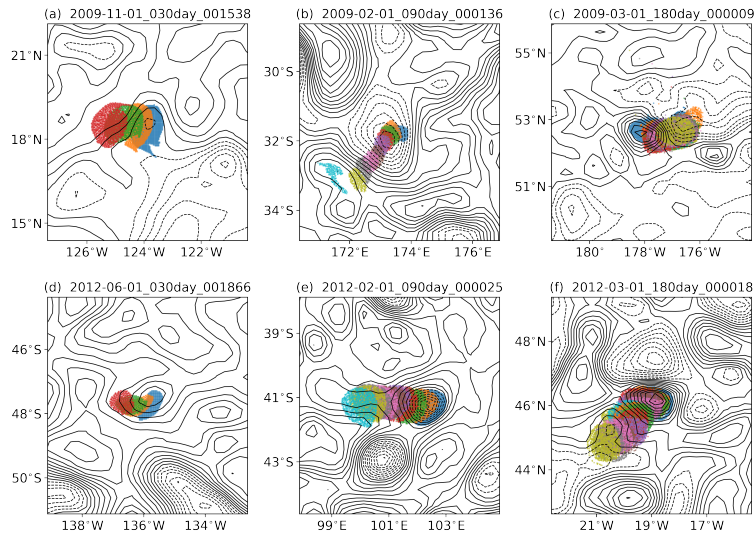 (a) 2009-11-01_030day_001538
(b) 2009-02-01_090day_000136
(c) 2009-03-01_180day_000009
21°N
18°N
15°N
126°W 124°W 122°W
30°S
32°S
34°S
172°E 174°E 176°E
55°N
53°N
51°N
180° 178°W 176°W
(d) 2012-06-01_030day_001866
(e) 2012-02-01_090day_000025
(f) 2012-03-01_180day_000018
46°S
48°S
50°S
138°W 136°W 134°W
39°S
41°S
43°S
99°E 101°E 103°E
48°N
46°N
44°N
21°W 19°W 17°W